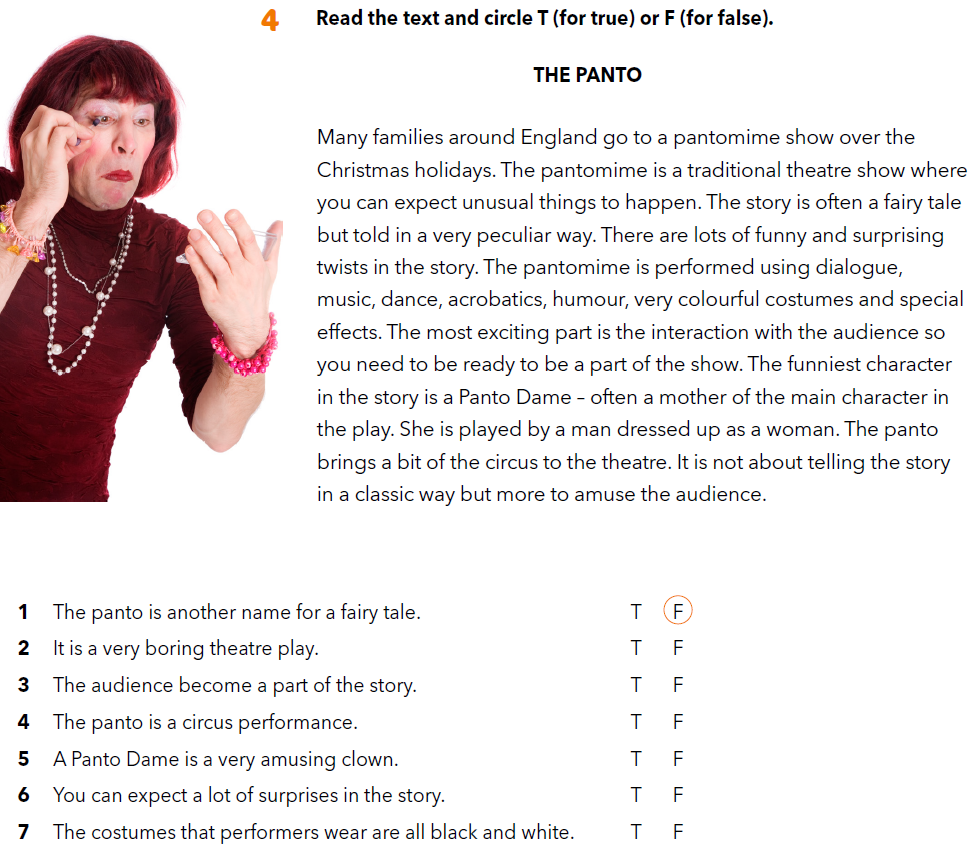 4 Read the text and circle T (for true) or F (for false).
THE PANTO
Many families around England go to a pantomime show over the
Christmas holidays. The pantomime is a traditional theatre show where
you can expect unusual things to happen. The story is often a fairy tale
but told in a very peculiar way. There are lots of funny and surprising
twists in the story. The pantomime is performed using dialogue,
music, dance, acrobatics, humour, very colourful costumes and special
effects. The most exciting part is the interaction with the audience so
you need to be ready to be a part of the show. The funniest character
in the story is a Panto Dame – often a mother of the main character in
the play. She is played by a man dressed up as a woman. The panto
brings a bit of the circus to the theatre. It is not about telling the story
in a classic way but more to amuse the audience.
1 The panto is another name for a fairy tale. T F
2 It is a very boring theatre play. T F
3 The audience become a part of the story. T F
4 The panto is a circus performance. T F
5 A Panto Dame is a very amusing clown. T F
6 You can expect a lot of surprises in the story. T F
7 The costumes that performers wear are all black and white. T F